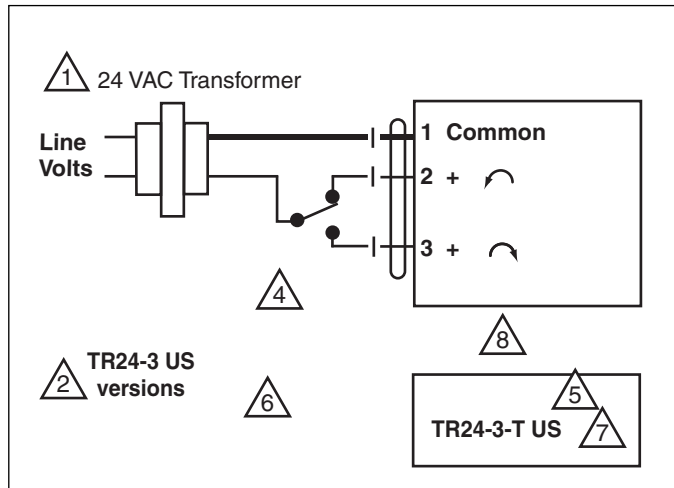 1 24 VAC Transformer
Line
Volts
1 Common
2 +
3 +
4
8
2 TR24-3 US
versions
6
5
TR24-3-T US 7